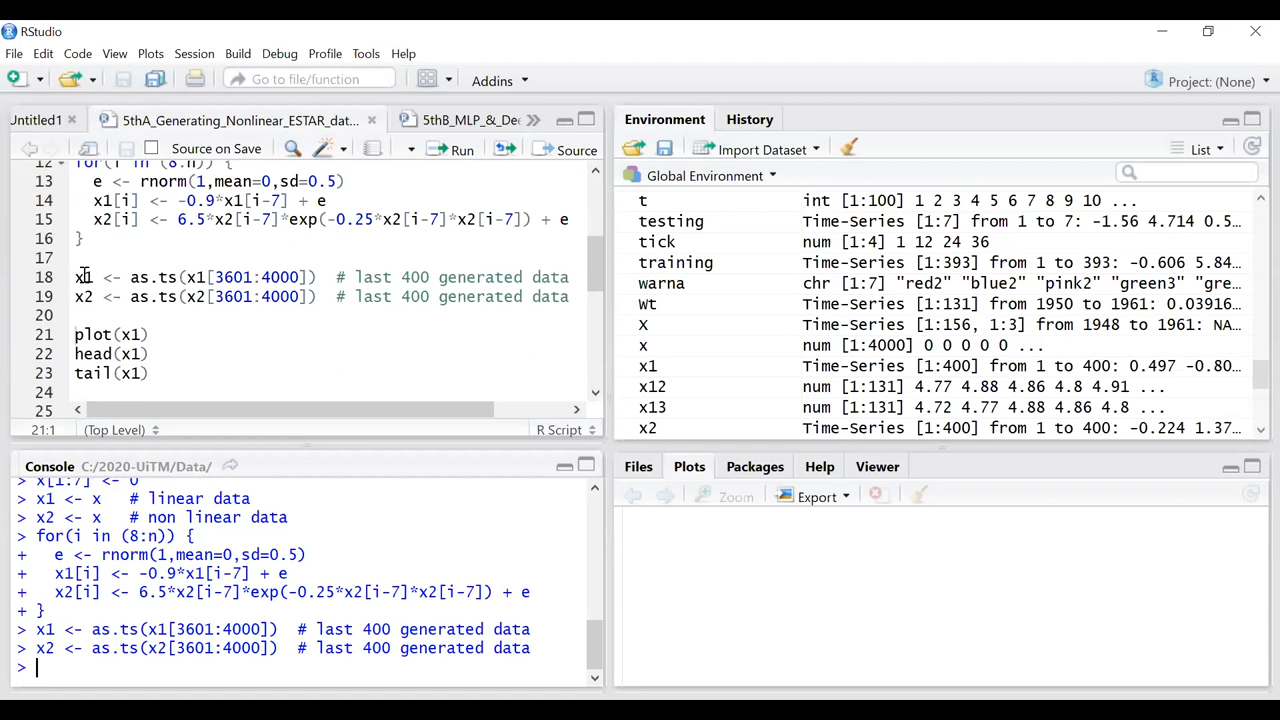 RStudio
File Edit Code View Plots Session Build Debug Profile Tools Help
Go to file/function Addins Project: (None)
Untitled1 5thA_Generating_Nonlinear_ESTAR_dat... 5thB_MLP_&_De
Source on Save Run Source
12 for(i in (8:n)) {
13 e <- rnorm(1,mean=0,sd=0.5)
14 x1[i] <- -0.9*x1[i-7] + e
15 x2[i] <- 6.5*x2[i-7]*exp(-0.25*x2[i-7]*x2[i-7]) + e
16 }
17
18 x1 <- as.ts(x1[3601:4000]) # last 400 generated data
19 x2 <- as.ts(x2[3601:4000]) # last 400 generated data
20
21 plot(x1)
22 head(x1)
23 tail(x1)
24
25
21:1 (Top Level) R Script
Console C:/2020-UiTM/Data/
> x[1:7] <- 0
> x1 <- x # linear data
> x2 <- x # non linear data
> for(i in (8:n)) {
+ e <- rnorm(1,mean=0,sd=0.5)
+ x1[i] <- -0.9*x1[i-7] + e
+ x2[i] <- 6.5*x2[i-7]*exp(-0.25*x2[i-7]*x2[i-7]) + e
+ }
> x1 <- as.ts(x1[3601:4000]) # last 400 generated data
> x2 <- as.ts(x2[3601:4000]) # last 400 generated data
>
Environment History
Import Dataset List
Global Environment
t int [1:100] 1 2 3 4 5 6 7 8 9 10 ...
testing Time-Series [1:7] from 1 to 7: -1.56 4.714 0.5...
tick num [1:4] 1 12 24 36
training Time-Series [1:393] from 1 to 393: -0.606 5.84...
warna chr [1:7] "red2" "blue2" "pink2" "green3" "gre...
wt Time-Series [1:131] from 1950 to 1961: 0.03916...
X Time-Series [1:156, 1:3] from 1948 to 1961: NA...
x num [1:4000] 0 0 0 0 0 ...
x1 Time-Series [1:400] from 1 to 400: 0.497 -0.80...
x12 num [1:131] 4.77 4.88 4.86 4.8 4.91 ...
x13 num [1:131] 4.72 4.77 4.88 4.86 4.8 ...
x2 Time-Series [1:400] from 1 to 400: -0.224 1.37...
Files Plots Packages Help Viewer
Zoom Export